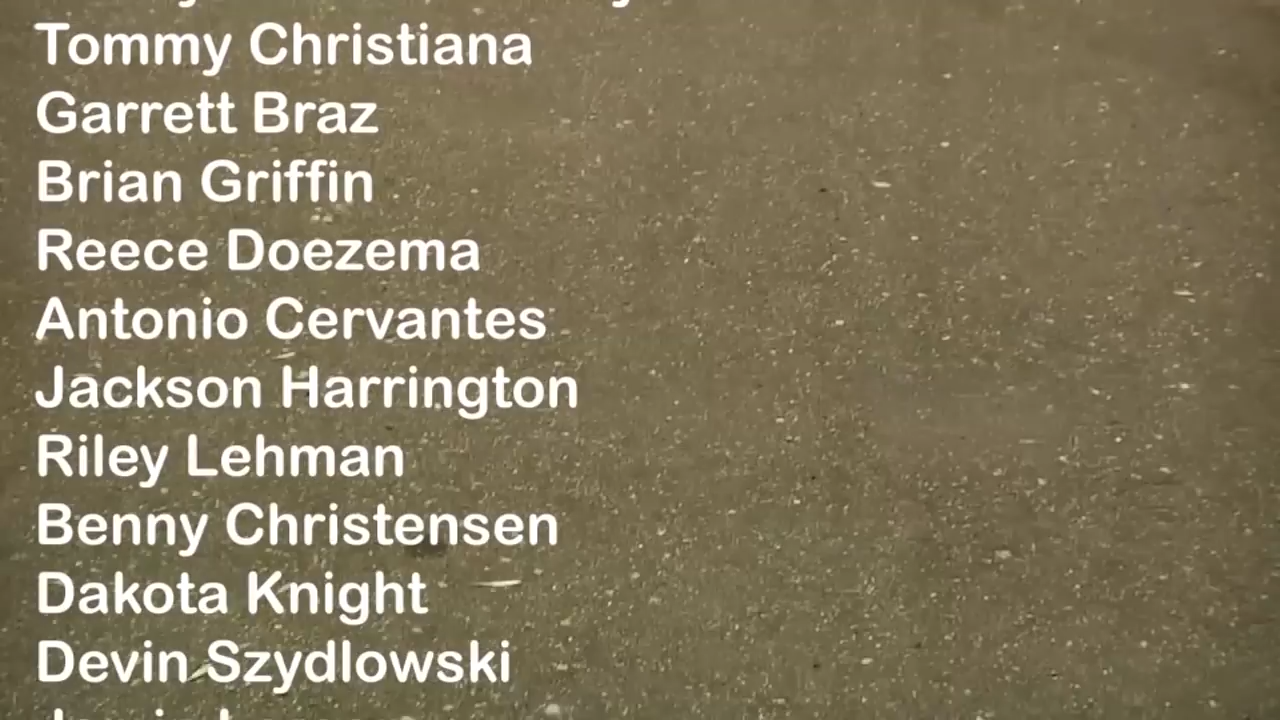 Tommy Christiana
Garrett Braz
Brian Griffin
Reece Doezema
Antonio Cervantes
Jackson Harrington
Riley Lehman
Benny Christensen
Dakota Knight
Devin Szydlowski